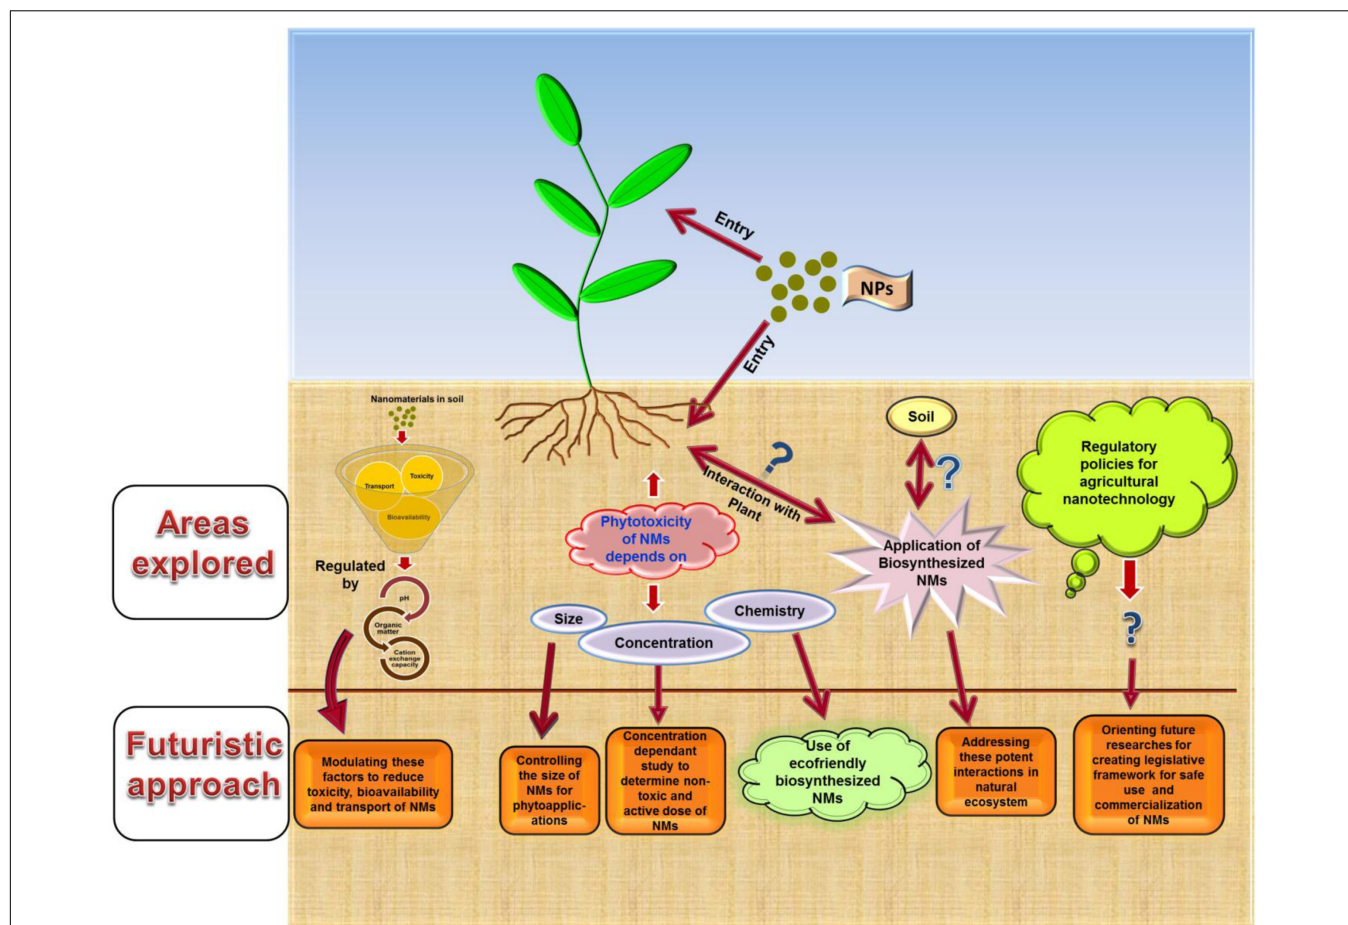 Entry
NPs
Entry
Nanomaterials in soil
Transport
Toxicity
Bioavailability
Regulated
by
pH
Organic
matter
Cation
exchange
capacity
Areas
explored
Phytotoxicity
of NMs
depends on
Size
Concentration
Chemistry
?
Interaction with
Plant
Soil
?
Application of
Biosynthesized
NMs
Regulatory
policies for
agricultural
nanotechnology
?
Futuristic
approach
Modulating these
factors to reduce
toxicity, bioavailability
and transport of NMs
Controlling
the size of
NMs for
phytoapplic-
ations
Concentration
dependant
study to
determine non-
toxic and
active dose of
NMs
Use of
ecofriendly
biosynthesized
NMs
Addressing
these potent
interactions in
natural
ecosystem
Orienting future
researches for
creating legislative
framework for safe
use and
commercialization
of NMs